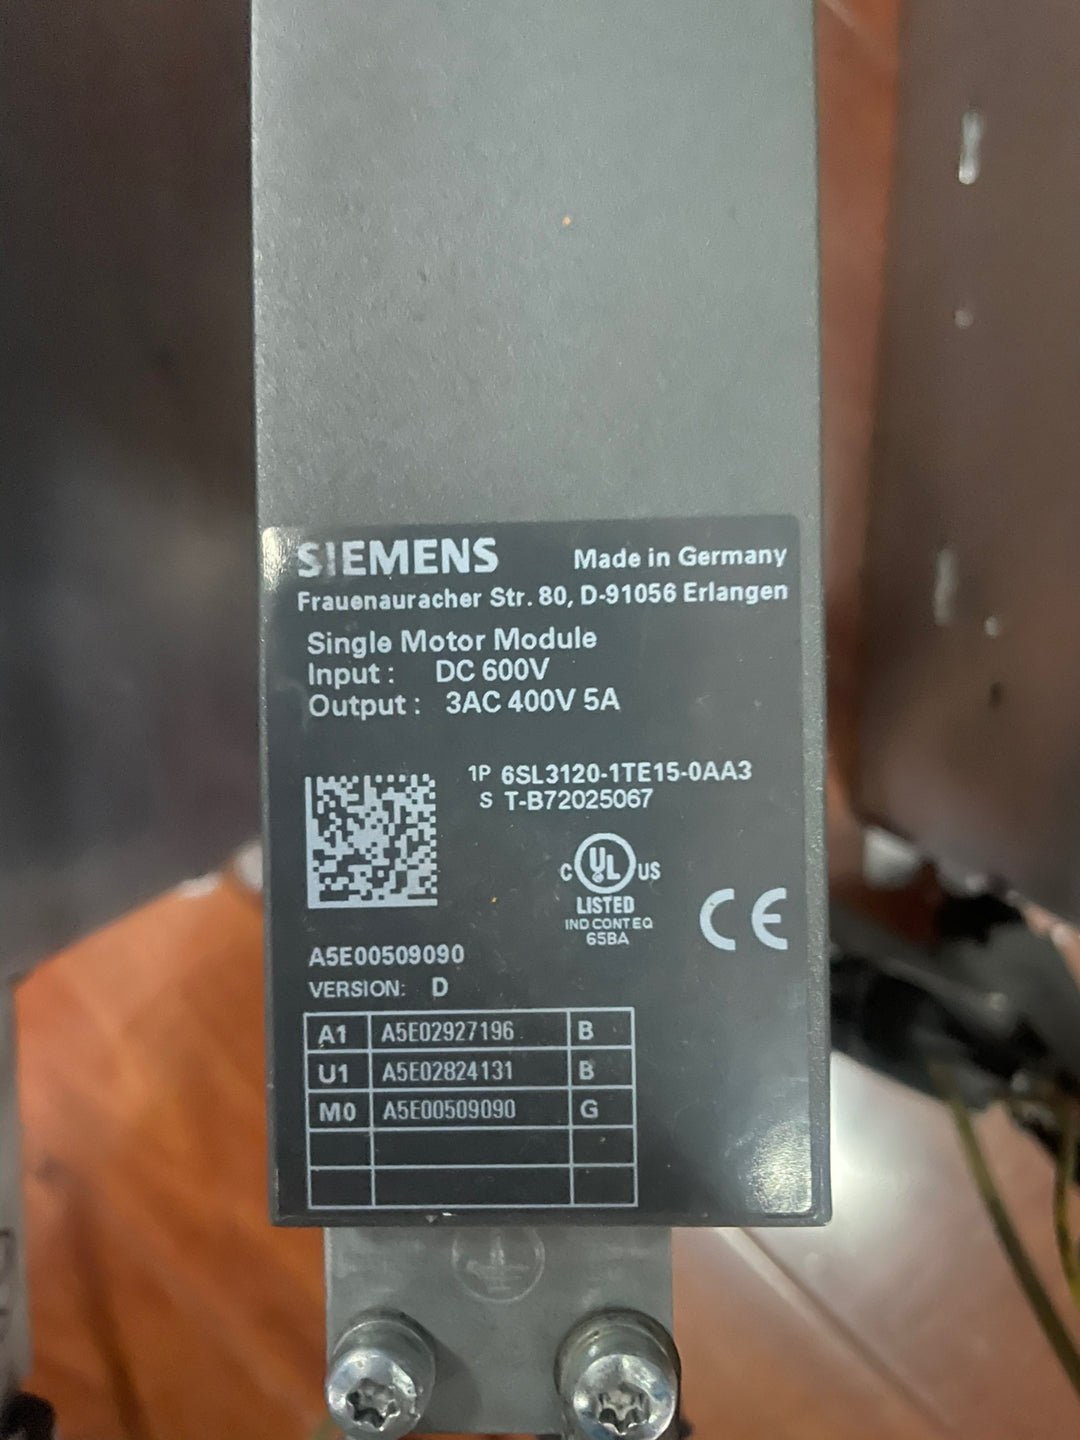 SIEMENS Made in Germany
Frauenauracher Str. 80, D-91056 Erlangen
Single Motor Module
Input : DC 600V
Output : 3AC 400V 5A
1P 6SL3120-1TE15-0AA3
S T-B72025067
C UL US
LISTED
IND CONT EQ
65BA
CE
A5E00509090
VERSION: D
A1 A5E02927196 B
U1 A5E02824131 B
M0 A5E00509090 G